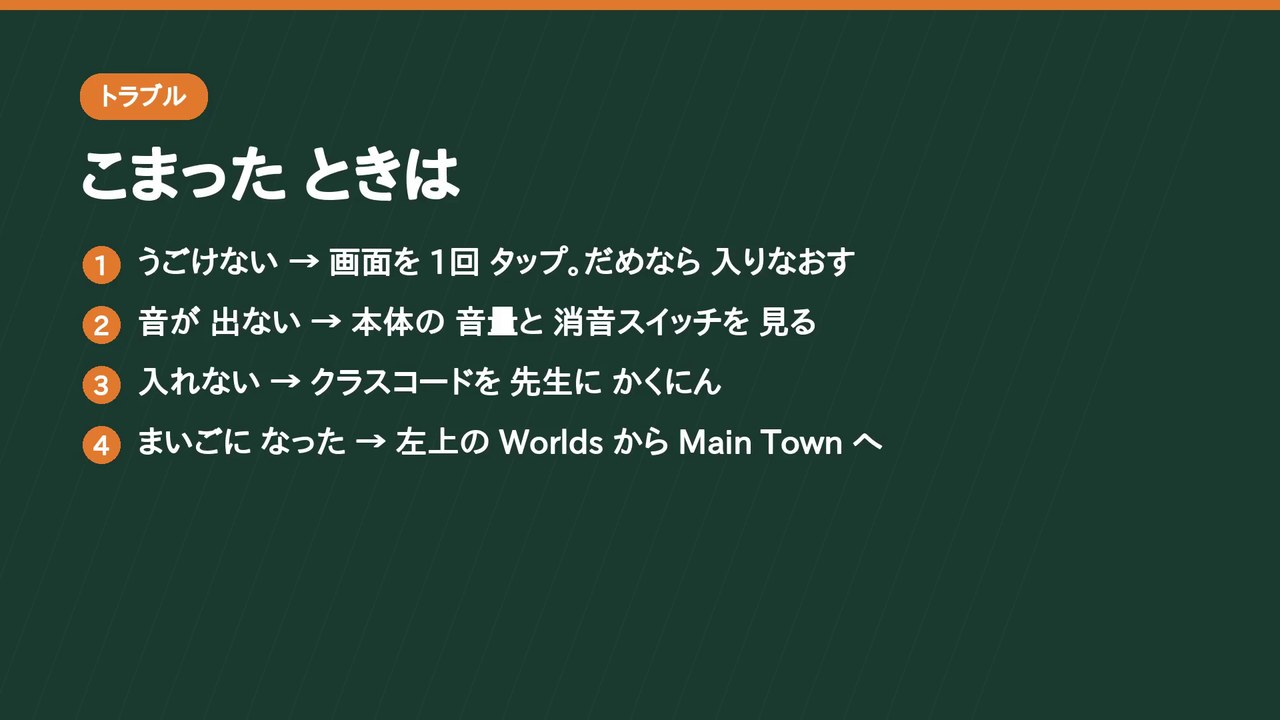 トラブル
こまった ときは
1 うごけない → 画面を 1回 タップ。だめなら 入りなおす
2 音が 出ない → 本体の 音量と 消音スイッチを 見る
3 入れない → クラスコードを 先生に かくにん
4 まいごに なった → 左上の Worlds から Main Town へ